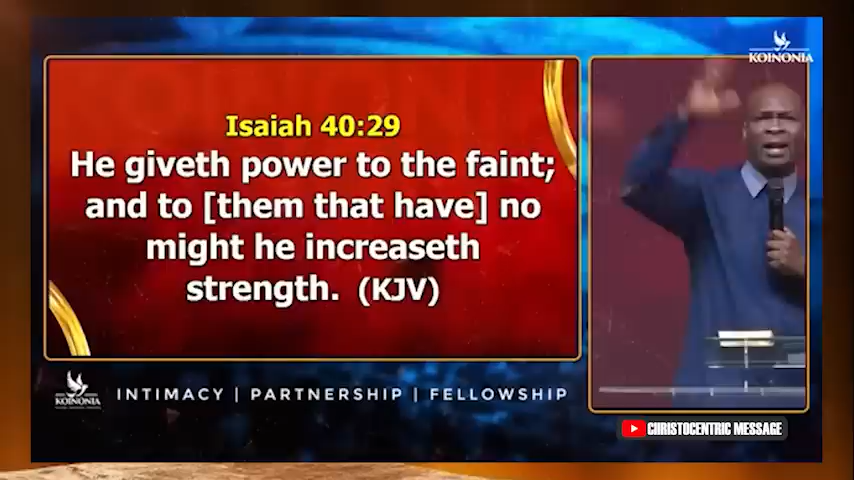 KOINONIA
Isaiah 40:29
He giveth power to the faint;
and to [them that have] no
might he increaseth
strength. (KJV)
KOINONIA
INTIMACY | PARTNERSHIP | FELLOWSHIP
CHRISTOCENTRIC MESSAGE